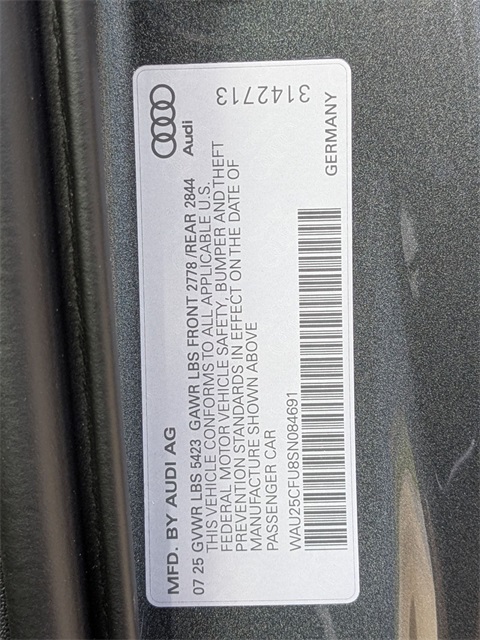 MFD. BY AUDI AG
Audi
07 25 GVWR LBS 5423 GAWR LBS FRONT 2778 /REAR 2844
THIS VEHICLE CONFORMS TO ALL APPLICABLE U.S.
FEDERAL MOTOR VEHICLE SAFETY, BUMPER AND THEFT
PREVENTION STANDARDS IN EFFECT ON THE DATE OF
MANUFACTURE SHOWN ABOVE
PASSENGER CAR
3142713
WAU25CFU8SN084691
GERMANY